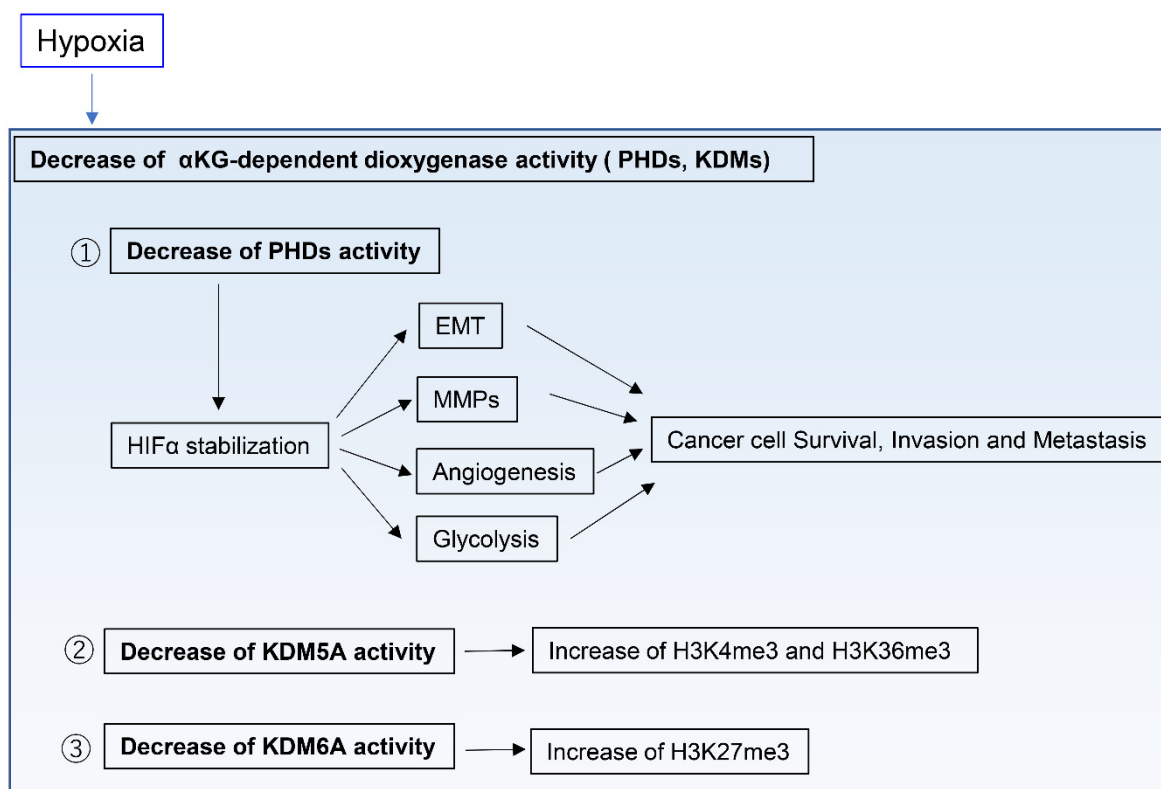 Hypoxia
Decrease of αKG-dependent dioxygenase activity ( PHDs, KDMs)
① Decrease of PHDs activity
EMT
MMPs
HIFα stabilization
Cancer cell Survival, Invasion and Metastasis
Angiogenesis
Glycolysis
② Decrease of KDM5A activity
Increase of H3K4me3 and H3K36me3
③ Decrease of KDM6A activity
Increase of H3K27me3